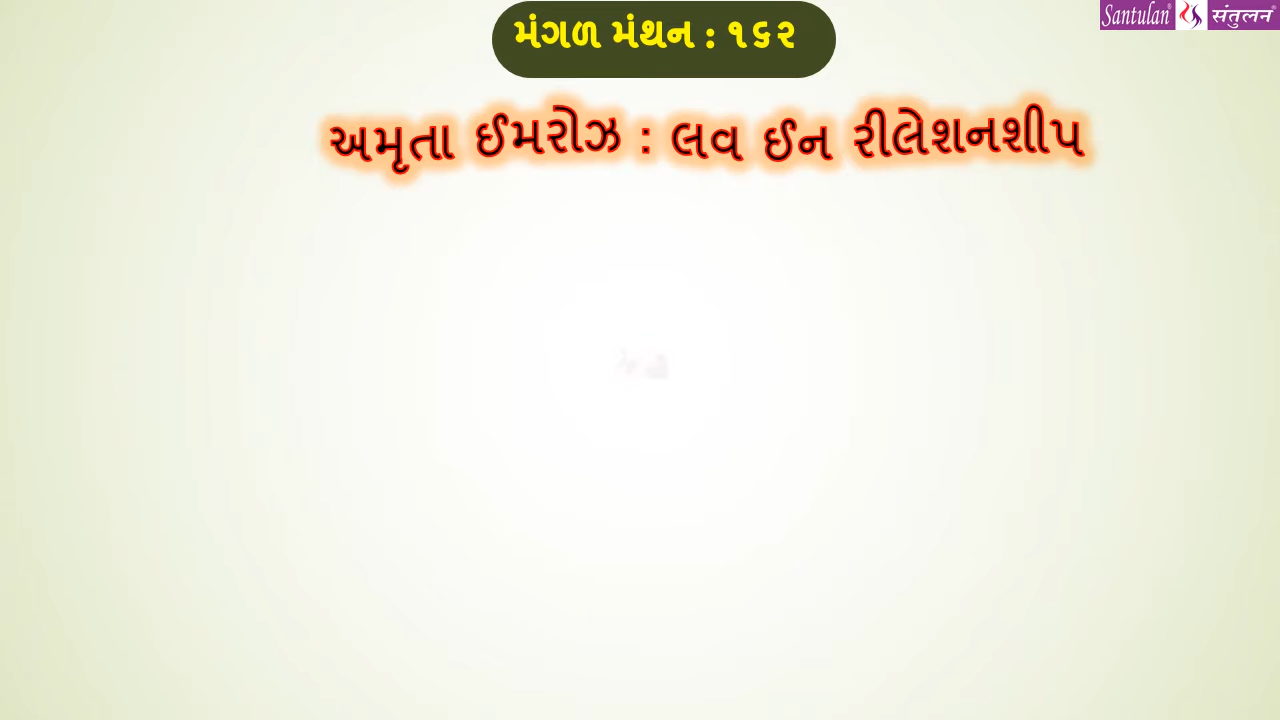 Santulan® संतुलन®
મંગળ મંથન : ૧૬૨
અમૃતા ઈમરોઝ : લવ ઈન રીલેશનશીપ